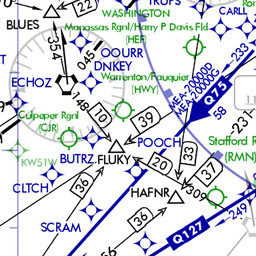 TRUPS
BLUES
22
WASHINGTON
CARLL
Manassas Rgnl/Harry P Davis Fld
(HEF)
354
045
OOURR
DNKEY
233
ECHOZ
Warrenton/Fauquier
(HWY)
MEA-20000D
MEA-20000G
Q75
58
148
70
39
Culpeper Rgnl
(CJR)
231
KW51W
POOCH
33
Stafford R
(RMN)
BUTRZ
FLUKY
20
37
CLTCH
36
HAFNR
309
249
SCRAM
36
Q127